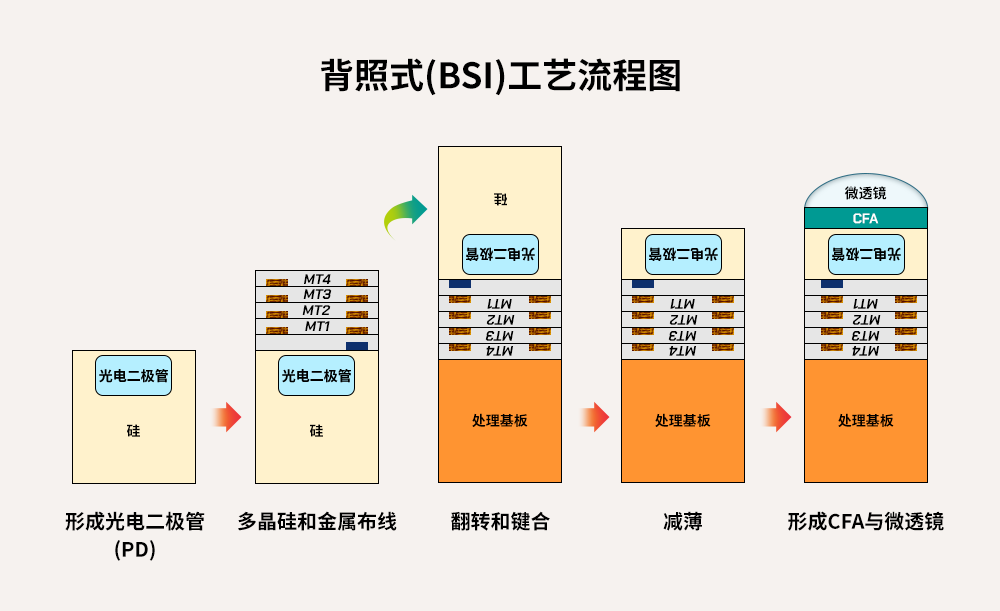 背照式(BSI)工艺流程图
光电二极管
硅
形成光电二极管
(PD)
MT4
MT3
MT2
MT1
光电二极管
硅
多晶硅和金属布线
硅
光电二极管
MT1
MT2
MT3
MT4
处理基板
翻转和键合
光电二极管
MT1
MT2
MT3
MT4
处理基板
减薄
微透镜
CFA
光电二极管
MT1
MT2
MT3
MT4
处理基板
形成CFA与微透镜